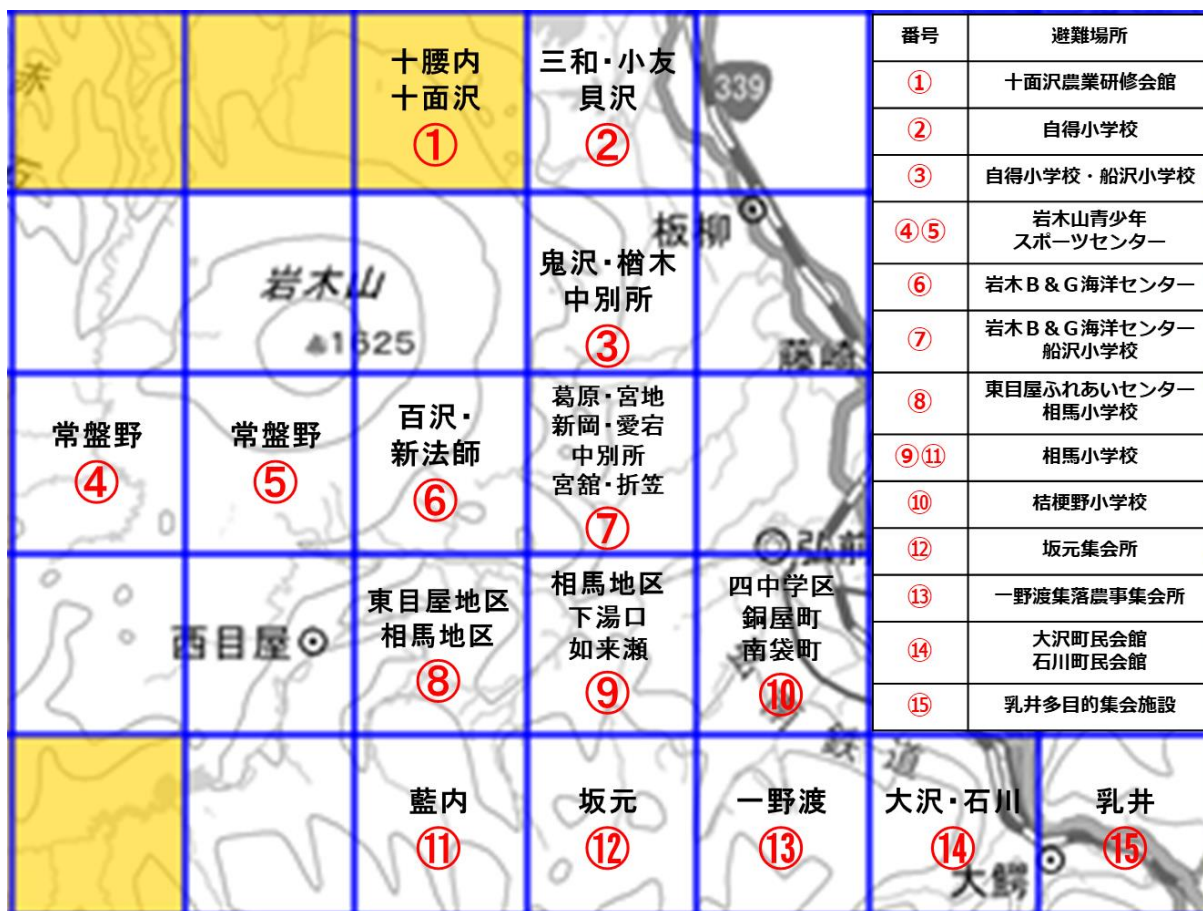 十腰内
十面沢
①
三和・小友
貝沢
②
339
板柳
岩木山
1625
鬼沢・楢木
中別所
③
藤崎
常盤野
④
常盤野
⑤
百沢・
新法師
⑥
葛原・宮地
新岡・愛宕
中別所
宮舘・折笠
⑦
弘前
西目屋
東目屋地区
相馬地区
⑧
相馬地区
下湯口
如来瀬
⑨
四中学区
銅屋町
南袋町
⑩
鉄道
藍内
⑪
坂元
⑫
一野渡
⑬
大沢・石川
⑭
大鰐
乳井
⑮
番号 避難場所
① 十面沢農業研修会館
② 自得小学校
③ 自得小学校・船沢小学校
④⑤ 岩木山青少年
スポーツセンター
⑥ 岩木B＆G海洋センター
⑦ 岩木B＆G海洋センター
船沢小学校
⑧ 東目屋ふれあいセンター
相馬小学校
⑨⑪ 相馬小学校
⑩ 桔梗野小学校
⑫ 坂元集会所
⑬ 一野渡集落農事集会所
⑭ 大沢町民会館
石川町民会館
⑮ 乳井多目的集会施設